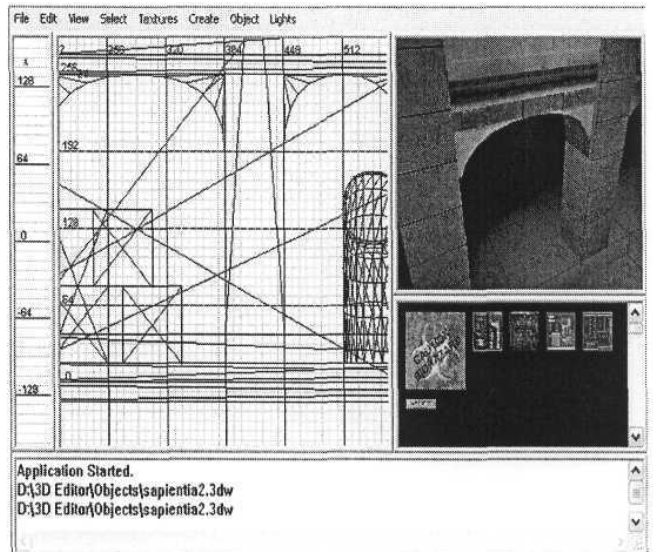 File Edit View Select Textures Create Object Lights
256 320 384 448 512
256
128
192
64
128
0
64
-64
0
-128
Application Started.
D:\3D Editor\Objects\sapientia2.3dw
D:\3D Editor\Objects\sapientia2.3dw